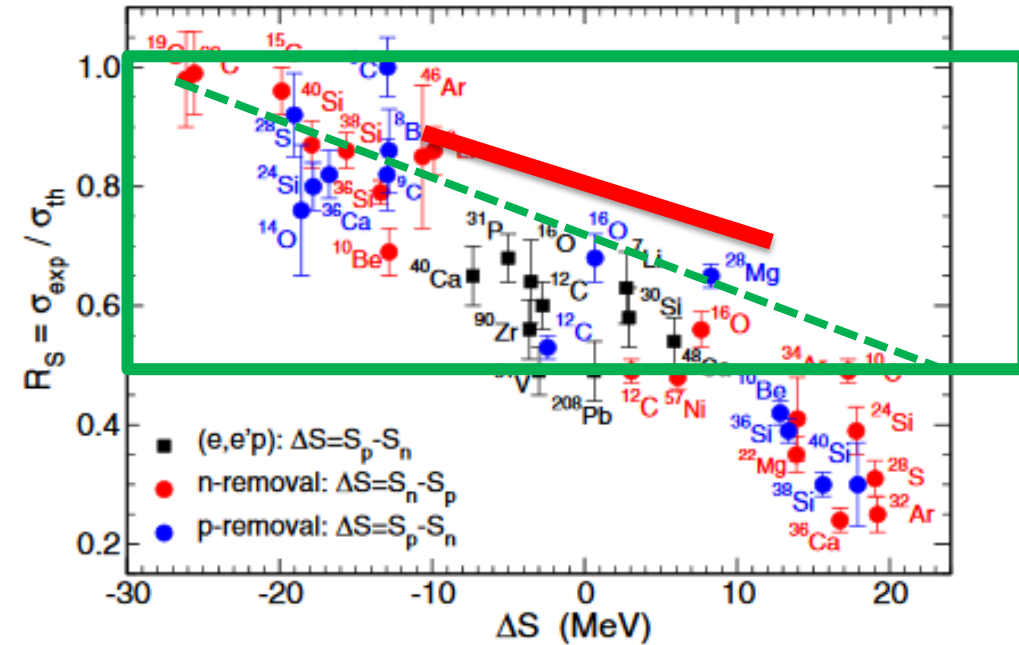 R_S = σ_exp / σ_th
1.0
0.8
0.6
0.4
0.2
-30
-20
-10
0
10
20
ΔS (MeV)
¹⁵C
⁴⁶Ar
⁴⁰Si
³⁸Si
⁸B
²⁸S
²⁴Si
³⁶Si
⁹C
³⁶Ca
¹⁴O
¹⁰Be
³¹P
¹⁶O
¹⁶O
⁷Li
⁴⁰Ca
¹²C
³⁰Si
²⁸Mg
⁹⁰Zr
¹²C
¹⁶O
⁴⁸Ca
³⁴Ar
V
²⁰⁸Pb
¹²C
⁵⁷Ni
¹⁰Be
³⁶Si
⁴⁰Si
²⁴Si
²²Mg
³⁸Si
²⁸S
³⁶Ca
³²Ar
(e,e'p): ΔS=S_p-S_n
n-removal: ΔS=S_n-S_p
p-removal: ΔS=S_p-S_n